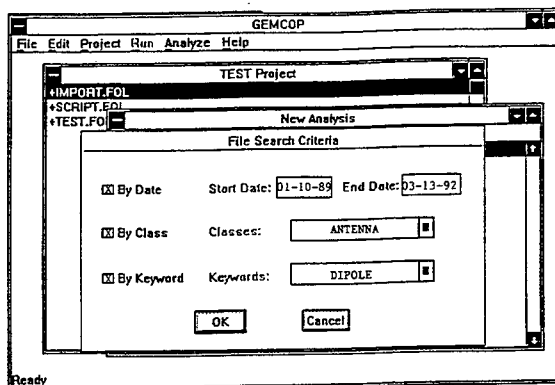 GEMCOP
File Edit Project Run Analyze Help
TEST Project
+IMPORT.FOL
+SCRIPT.FOL
+TEST.FO
New Analysis
File Search Criteria
By Date Start Date: 01-10-89 End Date: 03-13-92
By Class Classes: ANTENNA
By Keyword Keywords: DIPOLE
OK Cancel
Ready